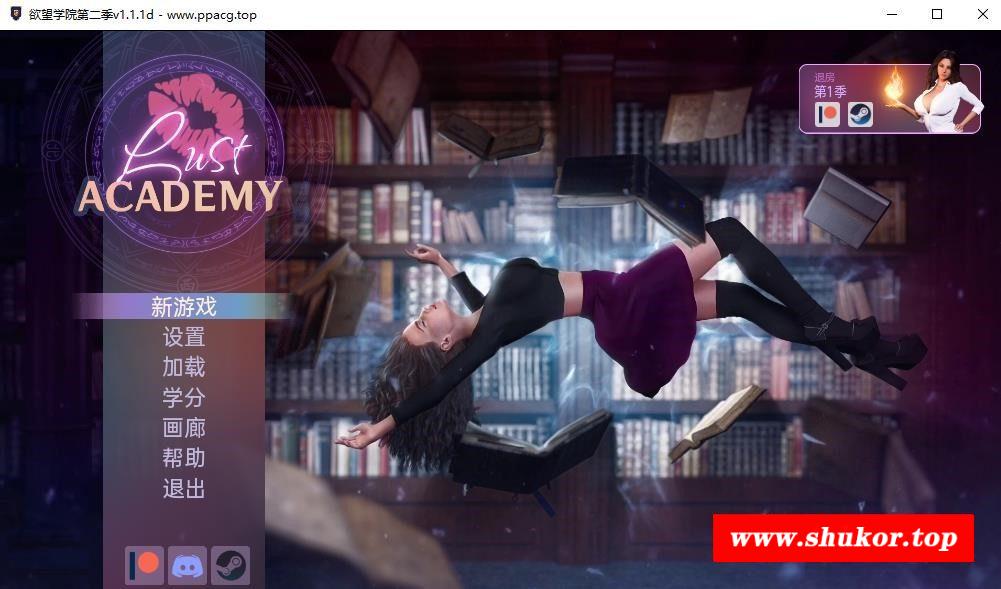 欲望学院第二季v1.1.1d - www.ppacg.top
Lust
ACADEMY
退房
第1季
新游戏
设置
加载
学分
画廊
帮助
退出
www.shukor.top